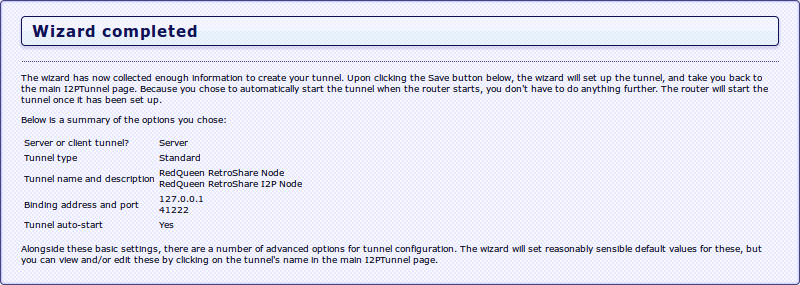 Wizard completed
The wizard has now collected enough information to create your tunnel. Upon clicking the Save button below, the wizard will set up the tunnel, and take you back to
the main I2PTunnel page. Because you chose to automatically start the tunnel when the router starts, you don't have to do anything further. The router will start the
tunnel once it has been set up.
Below is a summary of the options you chose:
Server or client tunnel? Server
Tunnel type Standard
Tunnel name and description RedQueen RetroShare Node
RedQueen RetroShare I2P Node
Binding address and port 127.0.0.1
41222
Tunnel auto-start Yes
Alongside these basic settings, there are a number of advanced options for tunnel configuration. The wizard will set reasonably sensible default values for these, but
you can view and/or edit these by clicking on the tunnel's name in the main I2PTunnel page.